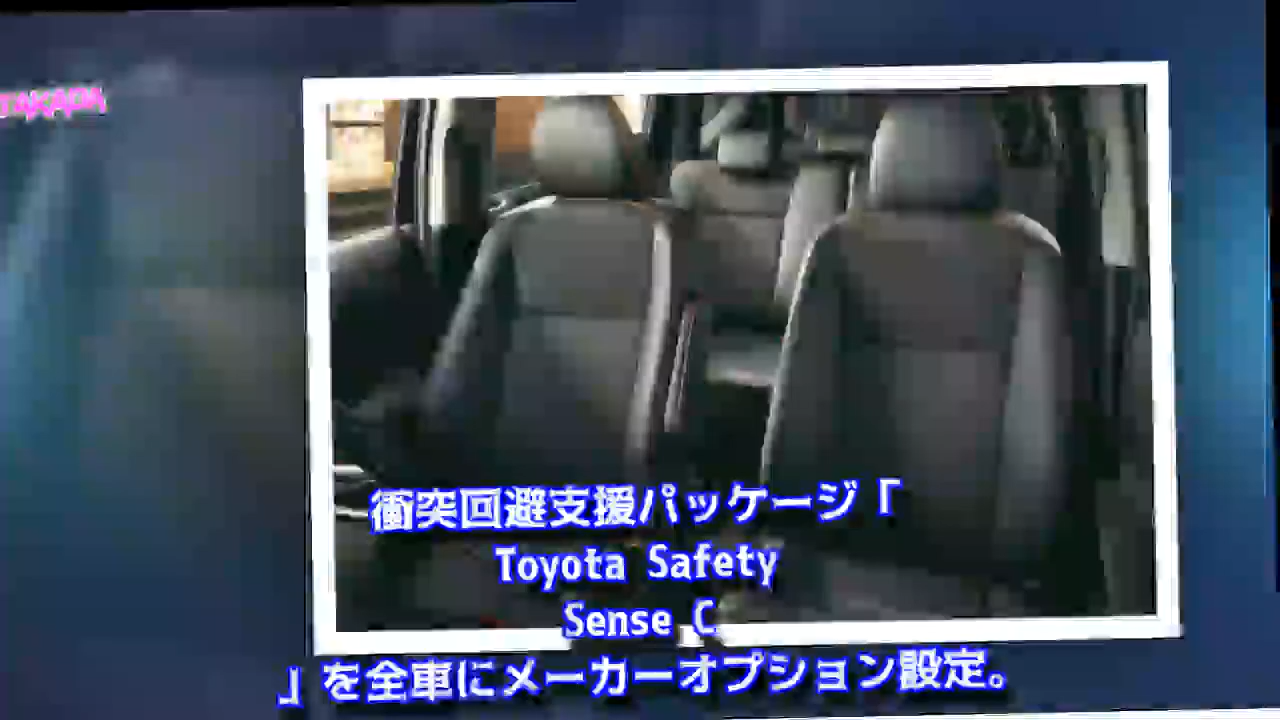 TAKADA
衝突回避支援パッケージ「
Toyota Safety
Sense C
」を全車にメーカーオプション設定。